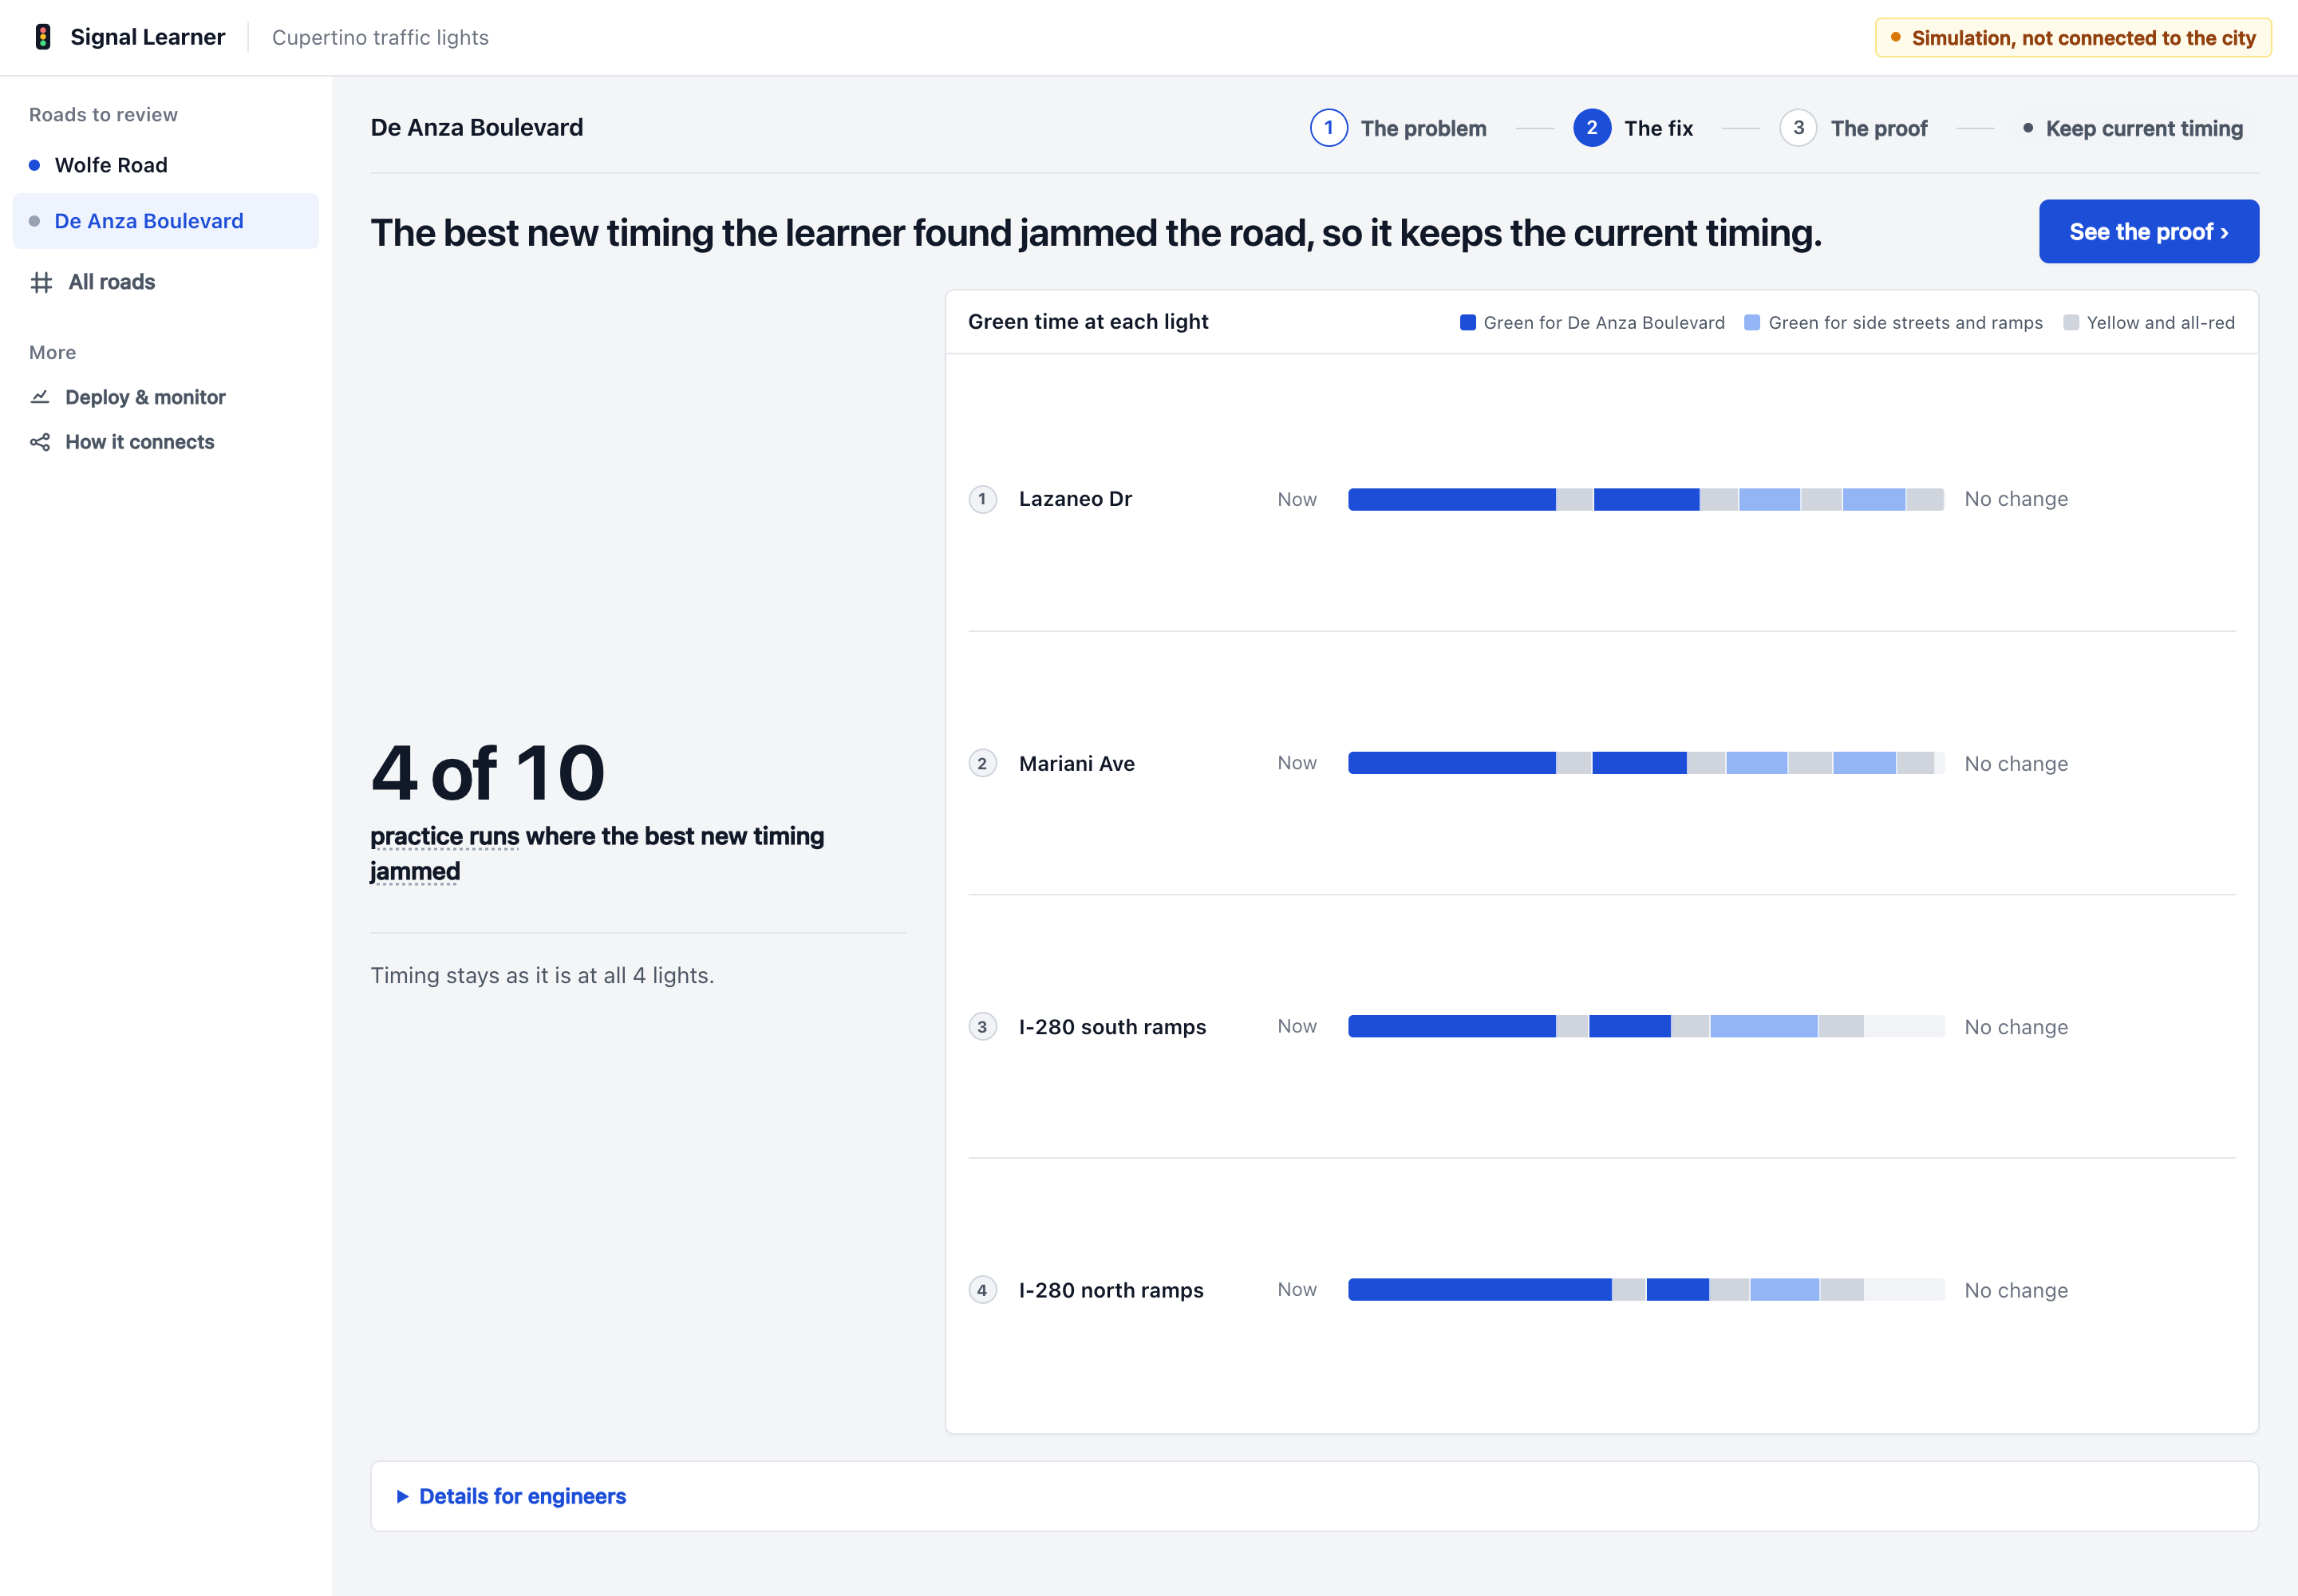 Signal Learner
Cupertino traffic lights
Simulation, not connected to the city
Roads to review
Wolfe Road
De Anza Boulevard
All roads
More
Deploy & monitor
How it connects
De Anza Boulevard
1 The problem
2 The fix
3 The proof
Keep current timing
The best new timing the learner found jammed the road, so it keeps the current timing.
See the proof ›
4 of 10
practice runs where the best new timing
jammed
Timing stays as it is at all 4 lights.
Green time at each light
Green for De Anza Boulevard
Green for side streets and ramps
Yellow and all-red
1 Lazaneo Dr Now No change
2 Mariani Ave Now No change
3 I-280 south ramps Now No change
4 I-280 north ramps Now No change
Details for engineers